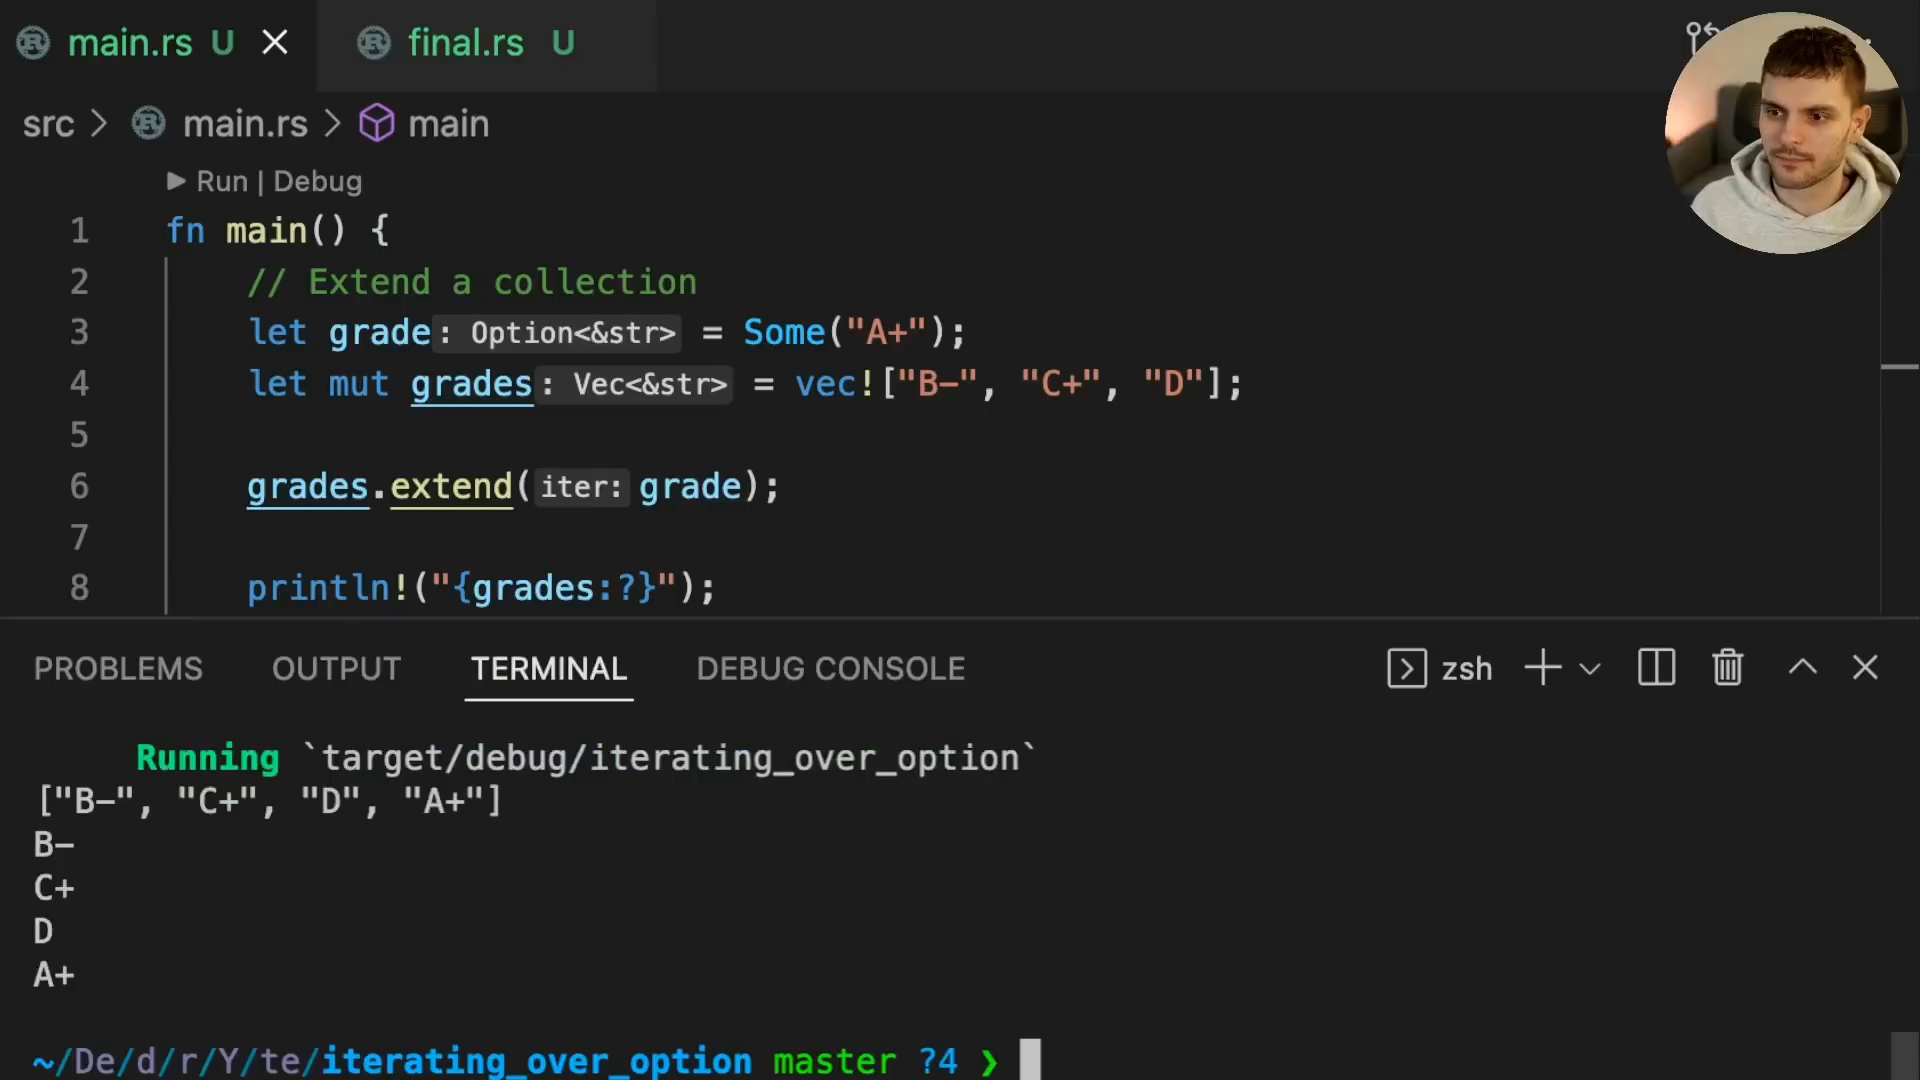 main.rs U
final.rs U
src > main.rs > main
Run | Debug
1 fn main() {
2 // Extend a collection
3 let grade: Option<&str> = Some("A+");
4 let mut grades: Vec<&str> = vec!["B-", "C+", "D"];
5
6 grades.extend(iter: grade);
7
8 println!("{grades:?}");
PROBLEMS OUTPUT TERMINAL DEBUG CONSOLE zsh
Running `target/debug/iterating_over_option`
["B-", "C+", "D", "A+"]
B-
C+
D
A+
~/De/d/r/Y/te/iterating_over_option master ?4 ❯